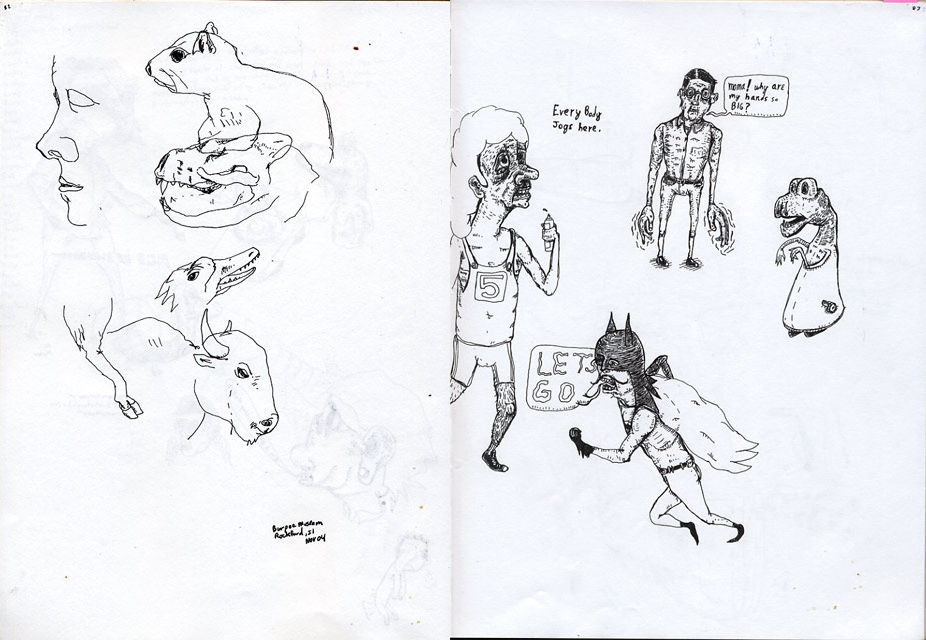 Burpee Museum
Rockford, Il
Nov 04
Every Body
Jogs here.
moma! why are
my hands so
BIG?
5
LETS
GO